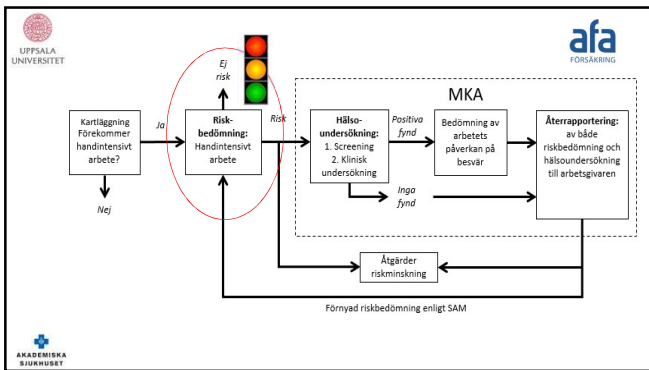 UPPSALA
UNIVERSITET
afa
FÖRSÄKRING
MKA
Kartläggning
Förekommer
handintensivt
arbete?
Ja
Nej
Ej
risk
Risk-
bedömning:
Handintensivt
arbete
Risk
Hälso-
undersökning:
1. Screening
2. Klinisk
undersökning
Positiva
fynd
Inga
fynd
Bedömning av
arbetets
påverkan på
besvär
Återrapportering:
av både
riskbedömning och
hälsoundersökning
till arbetsgivaren
Åtgärder
riskminskning
Förnyad riskbedömning enligt SAM
AKADEMISKA
SJUKHUSET